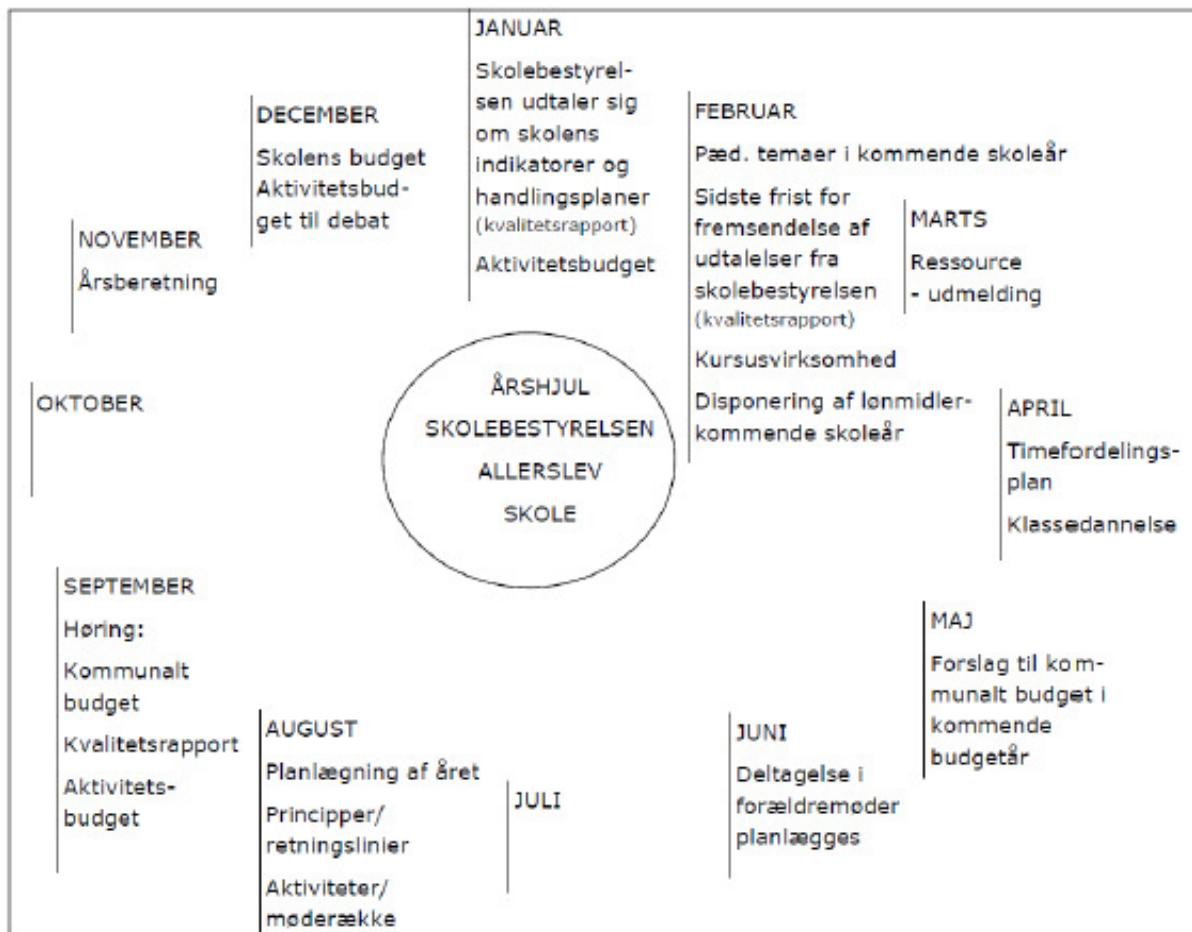 JANUAR
Skolebestyrel-
sen udtaler sig
om skolens
indikatorer og
handlingsplaner
(kvalitetsrapport)
Aktivitetsbudget
FEBRUAR
Pæd. temaer i kommende skoleår
Sidste frist for
fremsendelse af
udtalelser fra
skolebestyrelsen
(kvalitetsrapport)
Kursusvirksomhed
Disponering af lønmidler-
kommende skoleår
MARTS
Ressource
- udmelding
APRIL
Timefordelings-
plan
Klassedannelse
MAJ
Forslag til kom-
munalt budget i
kommende
budgetår
JUNI
Deltagelse i
forældremøder
planlægges
JULI
AUGUST
Planlægning af året
Principper/
retningslinier
Aktiviteter/
møderække
SEPTEMBER
Høring:
Kommunalt
budget
Kvalitetsrapport
Aktivitets-
budget
OKTOBER
NOVEMBER
Årsberetning
DECEMBER
Skolens budget
Aktivitetsbud-
get til debat
ÅRSHJUL
SKOLEBESTYRELSEN
ALLERSLEV
SKOLE